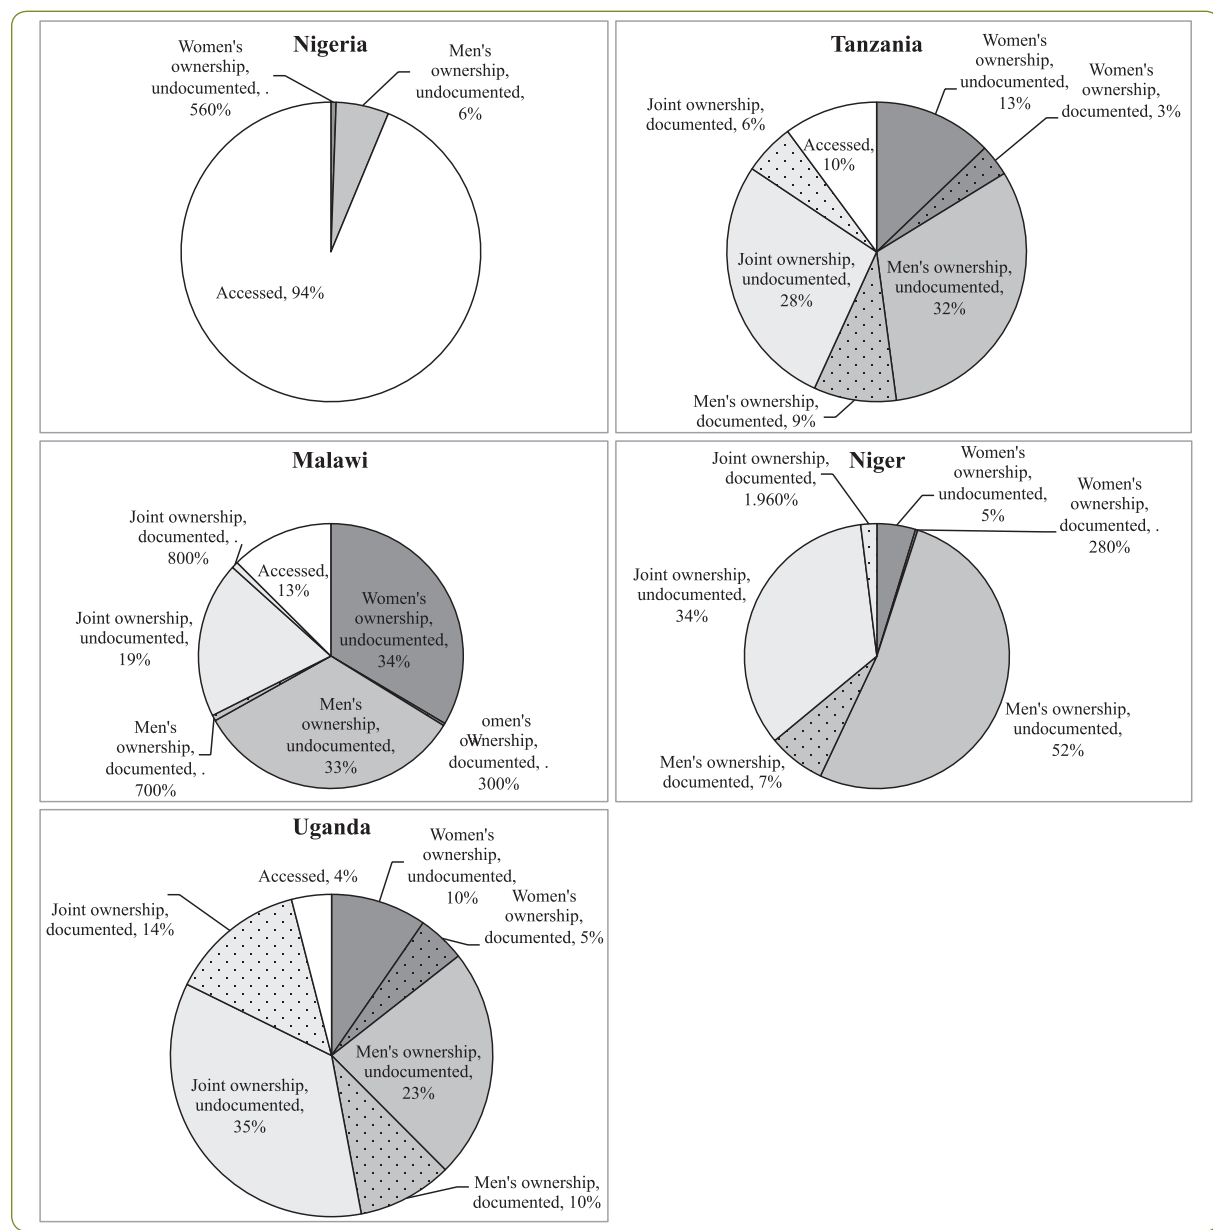 Nigeria
Women's
ownership,
undocumented, .
560%
Men's
ownership,
undocumented,
6%
Accessed, 94%
Tanzania
Women's
ownership,
undocumented,
13%
Women's
ownership,
documented, 3%
Joint ownership,
documented, 6%
Accessed,
10%
Joint ownership,
undocumented,
28%
Men's ownership,
undocumented,
32%
Men's ownership,
documented, 9%
Malawi
Joint ownership,
documented, .
800%
Accessed,
13%
Women's
ownership,
undocumented,
34%
Joint ownership,
undocumented,
19%
Men's
ownership,
undocumented,
33%
Men's
ownership,
documented, .
700%
omen's
oWwnership,
documented, .
300%
Niger
Joint ownership,
documented,
1.960%
Women's
ownership,
undocumented,
5%
Women's
ownership,
documented, .
280%
Joint ownership,
undocumented,
34%
Men's ownership,
undocumented,
52%
Men's ownership,
documented, 7%
Uganda
Accessed, 4%
Women's
ownership,
undocumented,
10%
Women's
ownership,
documented, 5%
Joint ownership,
documented, 14%
Men's ownership,
undocumented,
23%
Joint ownership,
undocumented,
35%
Men's ownership,
documented, 10%